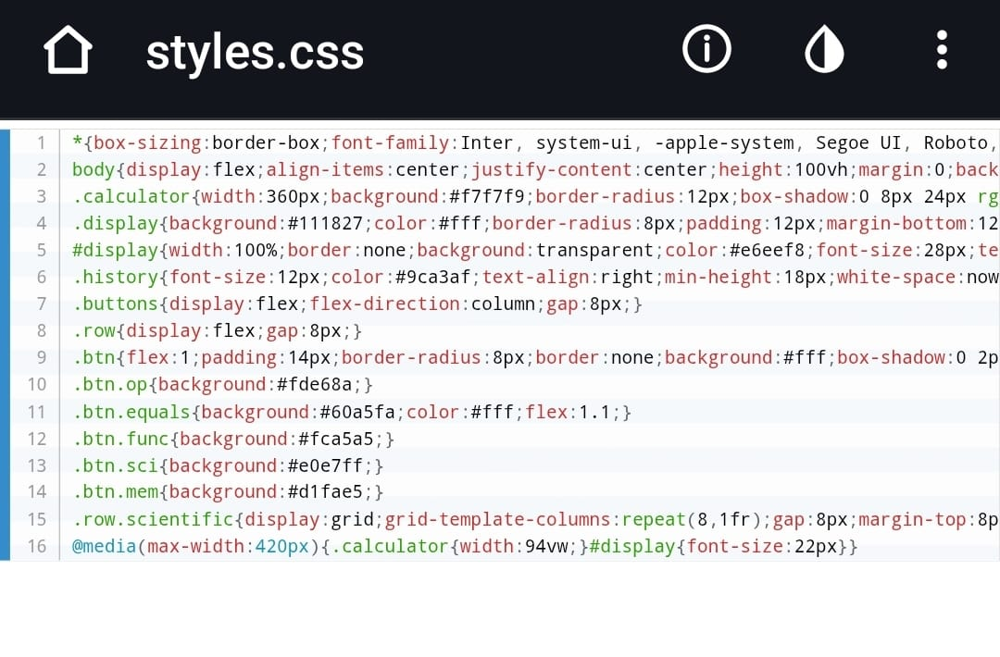 styles.css
1 *{box-sizing:border-box;font-family:Inter, system-ui, -apple-system, Segoe UI, Roboto,
2 body{display:flex;align-items:center;justify-content:center;height:100vh;margin:0;back
3 .calculator{width:360px;background:#f7f7f9;border-radius:12px;box-shadow:0 8px 24px rg
4 .display{background:#111827;color:#fff;border-radius:8px;padding:12px;margin-bottom:12
5 #display{width:100%;border:none;background:transparent;color:#e6eef8;font-size:28px;te
6 .history{font-size:12px;color:#9ca3af;text-align:right;min-height:18px;white-space:now
7 .buttons{display:flex;flex-direction:column;gap:8px;}
8 .row{display:flex;gap:8px;}
9 .btn{flex:1;padding:14px;border-radius:8px;border:none;background:#fff;box-shadow:0 2p
10 .btn.op{background:#fde68a;}
11 .btn.equals{background:#60a5fa;color:#fff;flex:1.1;}
12 .btn.func{background:#fca5a5;}
13 .btn.sci{background:#e0e7ff;}
14 .btn.mem{background:#d1fae5;}
15 .row.scientific{display:grid;grid-template-columns:repeat(8,1fr);gap:8px;margin-top:8p
16 @media(max-width:420px){.calculator{width:94vw;}#display{font-size:22px}}